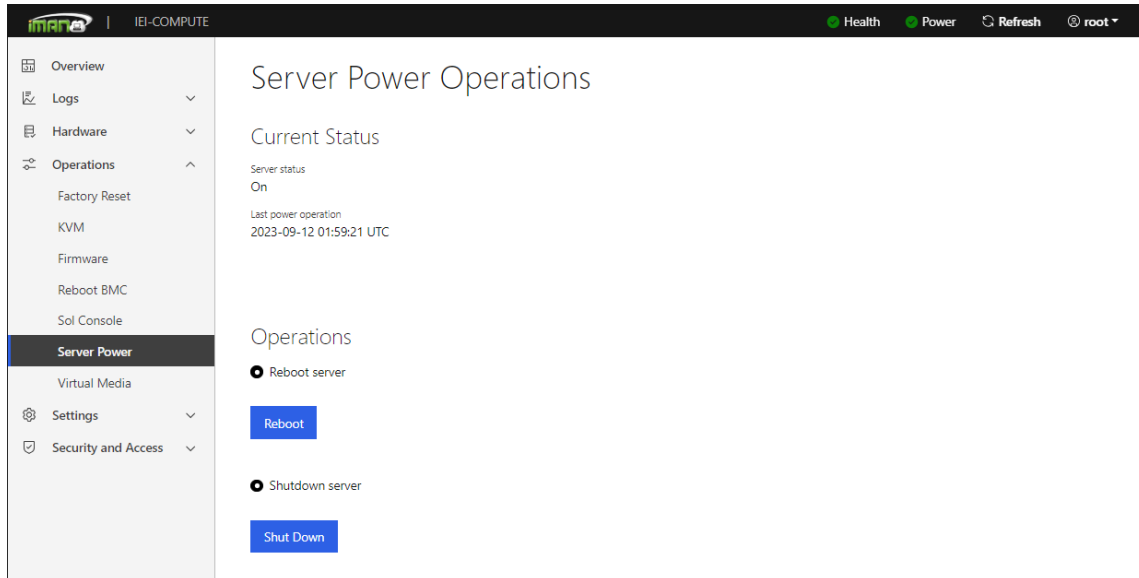 iMAN
IEI-COMPUTE
Health
Power
Refresh
root
Overview
Logs
Hardware
Operations
Factory Reset
KVM
Firmware
Reboot BMC
Sol Console
Server Power
Virtual Media
Settings
Security and Access
Server Power Operations
Current Status
Server status
On
Last power operation
2023-09-12 01:59:21 UTC
Operations
Reboot server
Reboot
Shutdown server
Shut Down